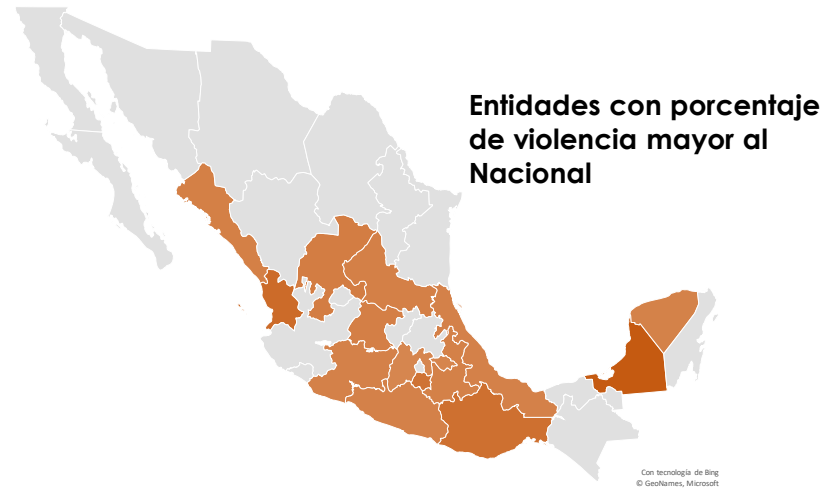 Entidades con porcentaje
de violencia mayor al
Nacional
Con tecnología de Bing
© GeoNames, Microsoft